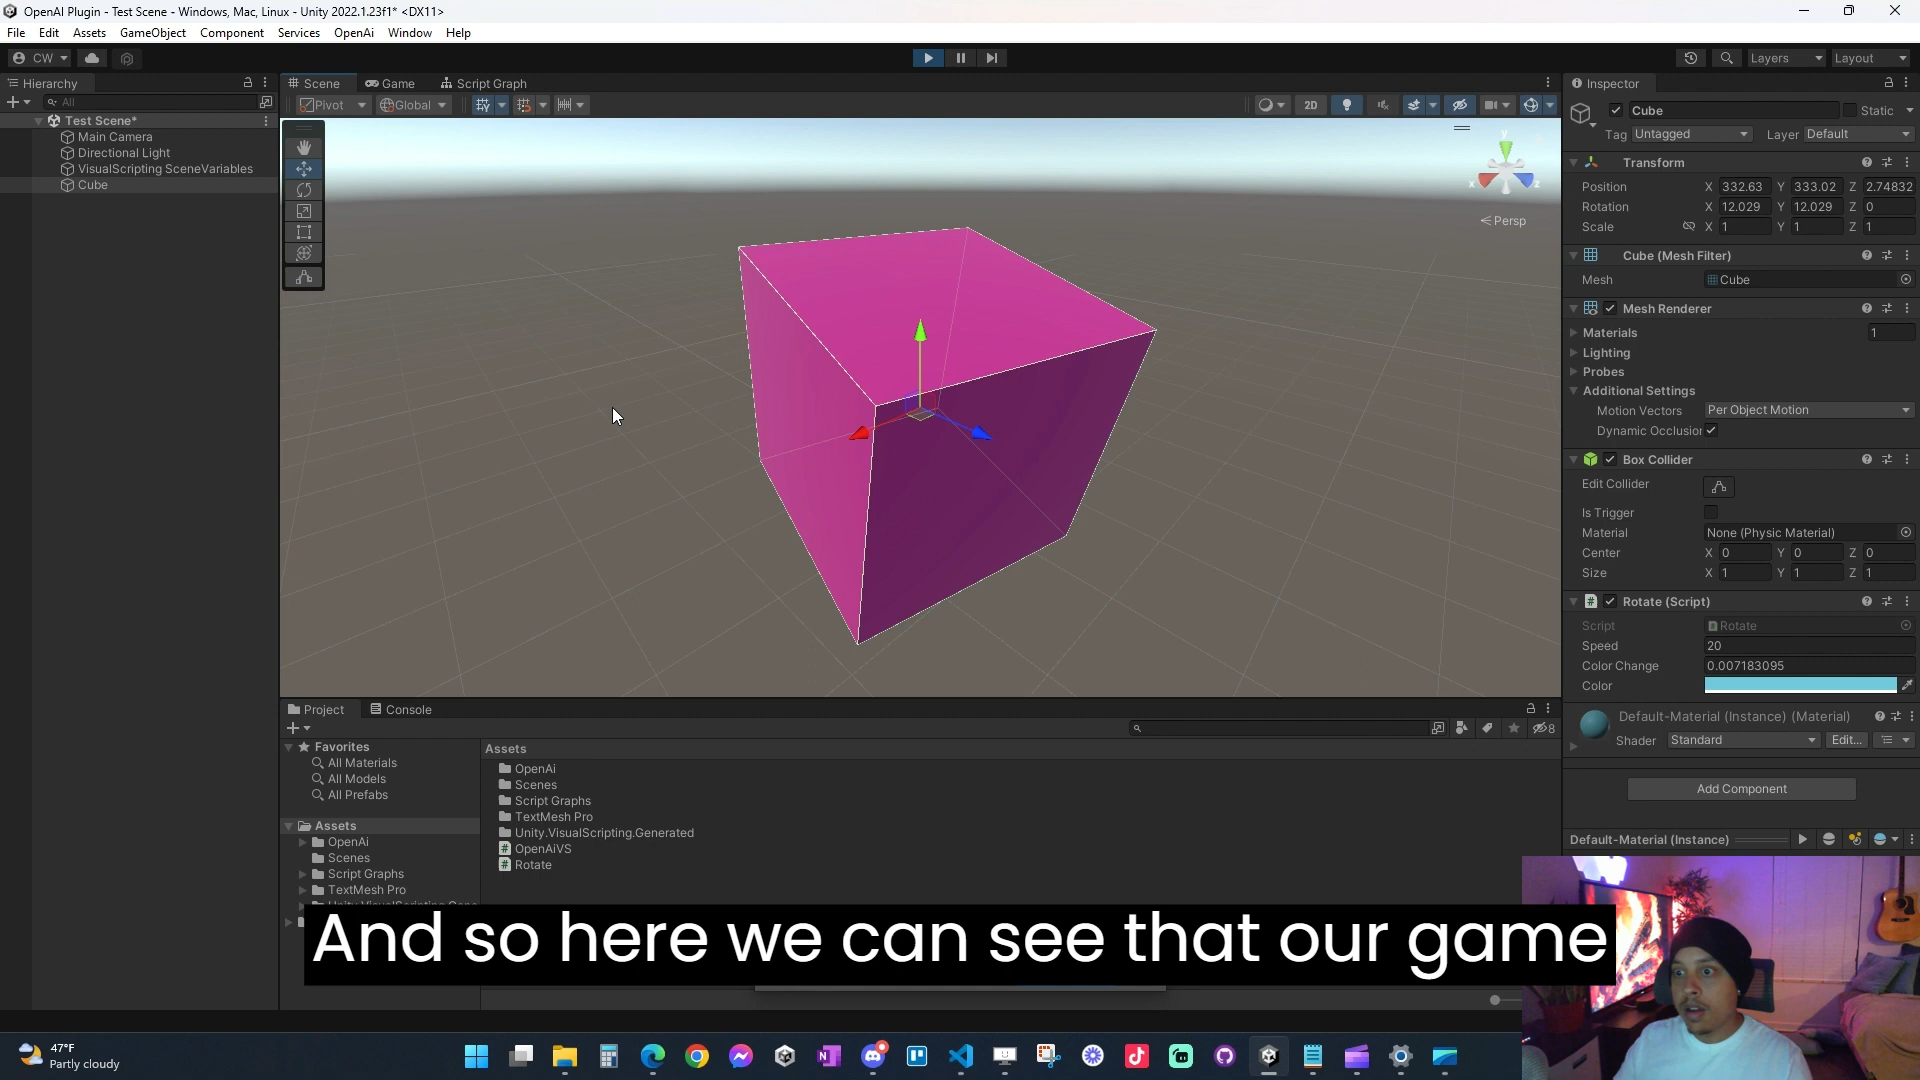 OpenAI Plugin - Test Scene - Windows, Mac, Linux - Unity 2022.1.23f1* <DX11>
File Edit Assets GameObject Component Services OpenAi Window Help
CW
Layers
Layout
Hierarchy
All
Test Scene*
Main Camera
Directional Light
VisualScripting SceneVariables
Cube
Scene
Game
Script Graph
Pivot
Global
2D
y
x
z
Persp
Inspector
Cube
Static
Tag Untagged Layer Default
Transform
Position X 332.63 Y 333.02 Z 2.74832
Rotation X 12.029 Y 12.029 Z 0
Scale X 1 Y 1 Z 1
Cube (Mesh Filter)
Mesh Cube
Mesh Renderer
Materials 1
Lighting
Probes
Additional Settings
Motion Vectors Per Object Motion
Dynamic Occlusion
Box Collider
Edit Collider
Is Trigger
Material None (Physic Material)
Center X 0 Y 0 Z 0
Size X 1 Y 1 Z 1
# Rotate (Script)
Script Rotate
Speed 20
Color Change 0.007183095
Color
Default-Material (Instance) (Material)
Shader Standard Edit...
Add Component
Default-Material (Instance)
Project
Console
8
Favorites
All Materials
All Models
All Prefabs
Assets
OpenAi
Scenes
Script Graphs
TextMesh Pro
Assets
OpenAi
Scenes
Script Graphs
TextMesh Pro
Unity.VisualScripting.Generated
# OpenAiVS
# Rotate
And so here we can see that our game
47°F
Partly cloudy